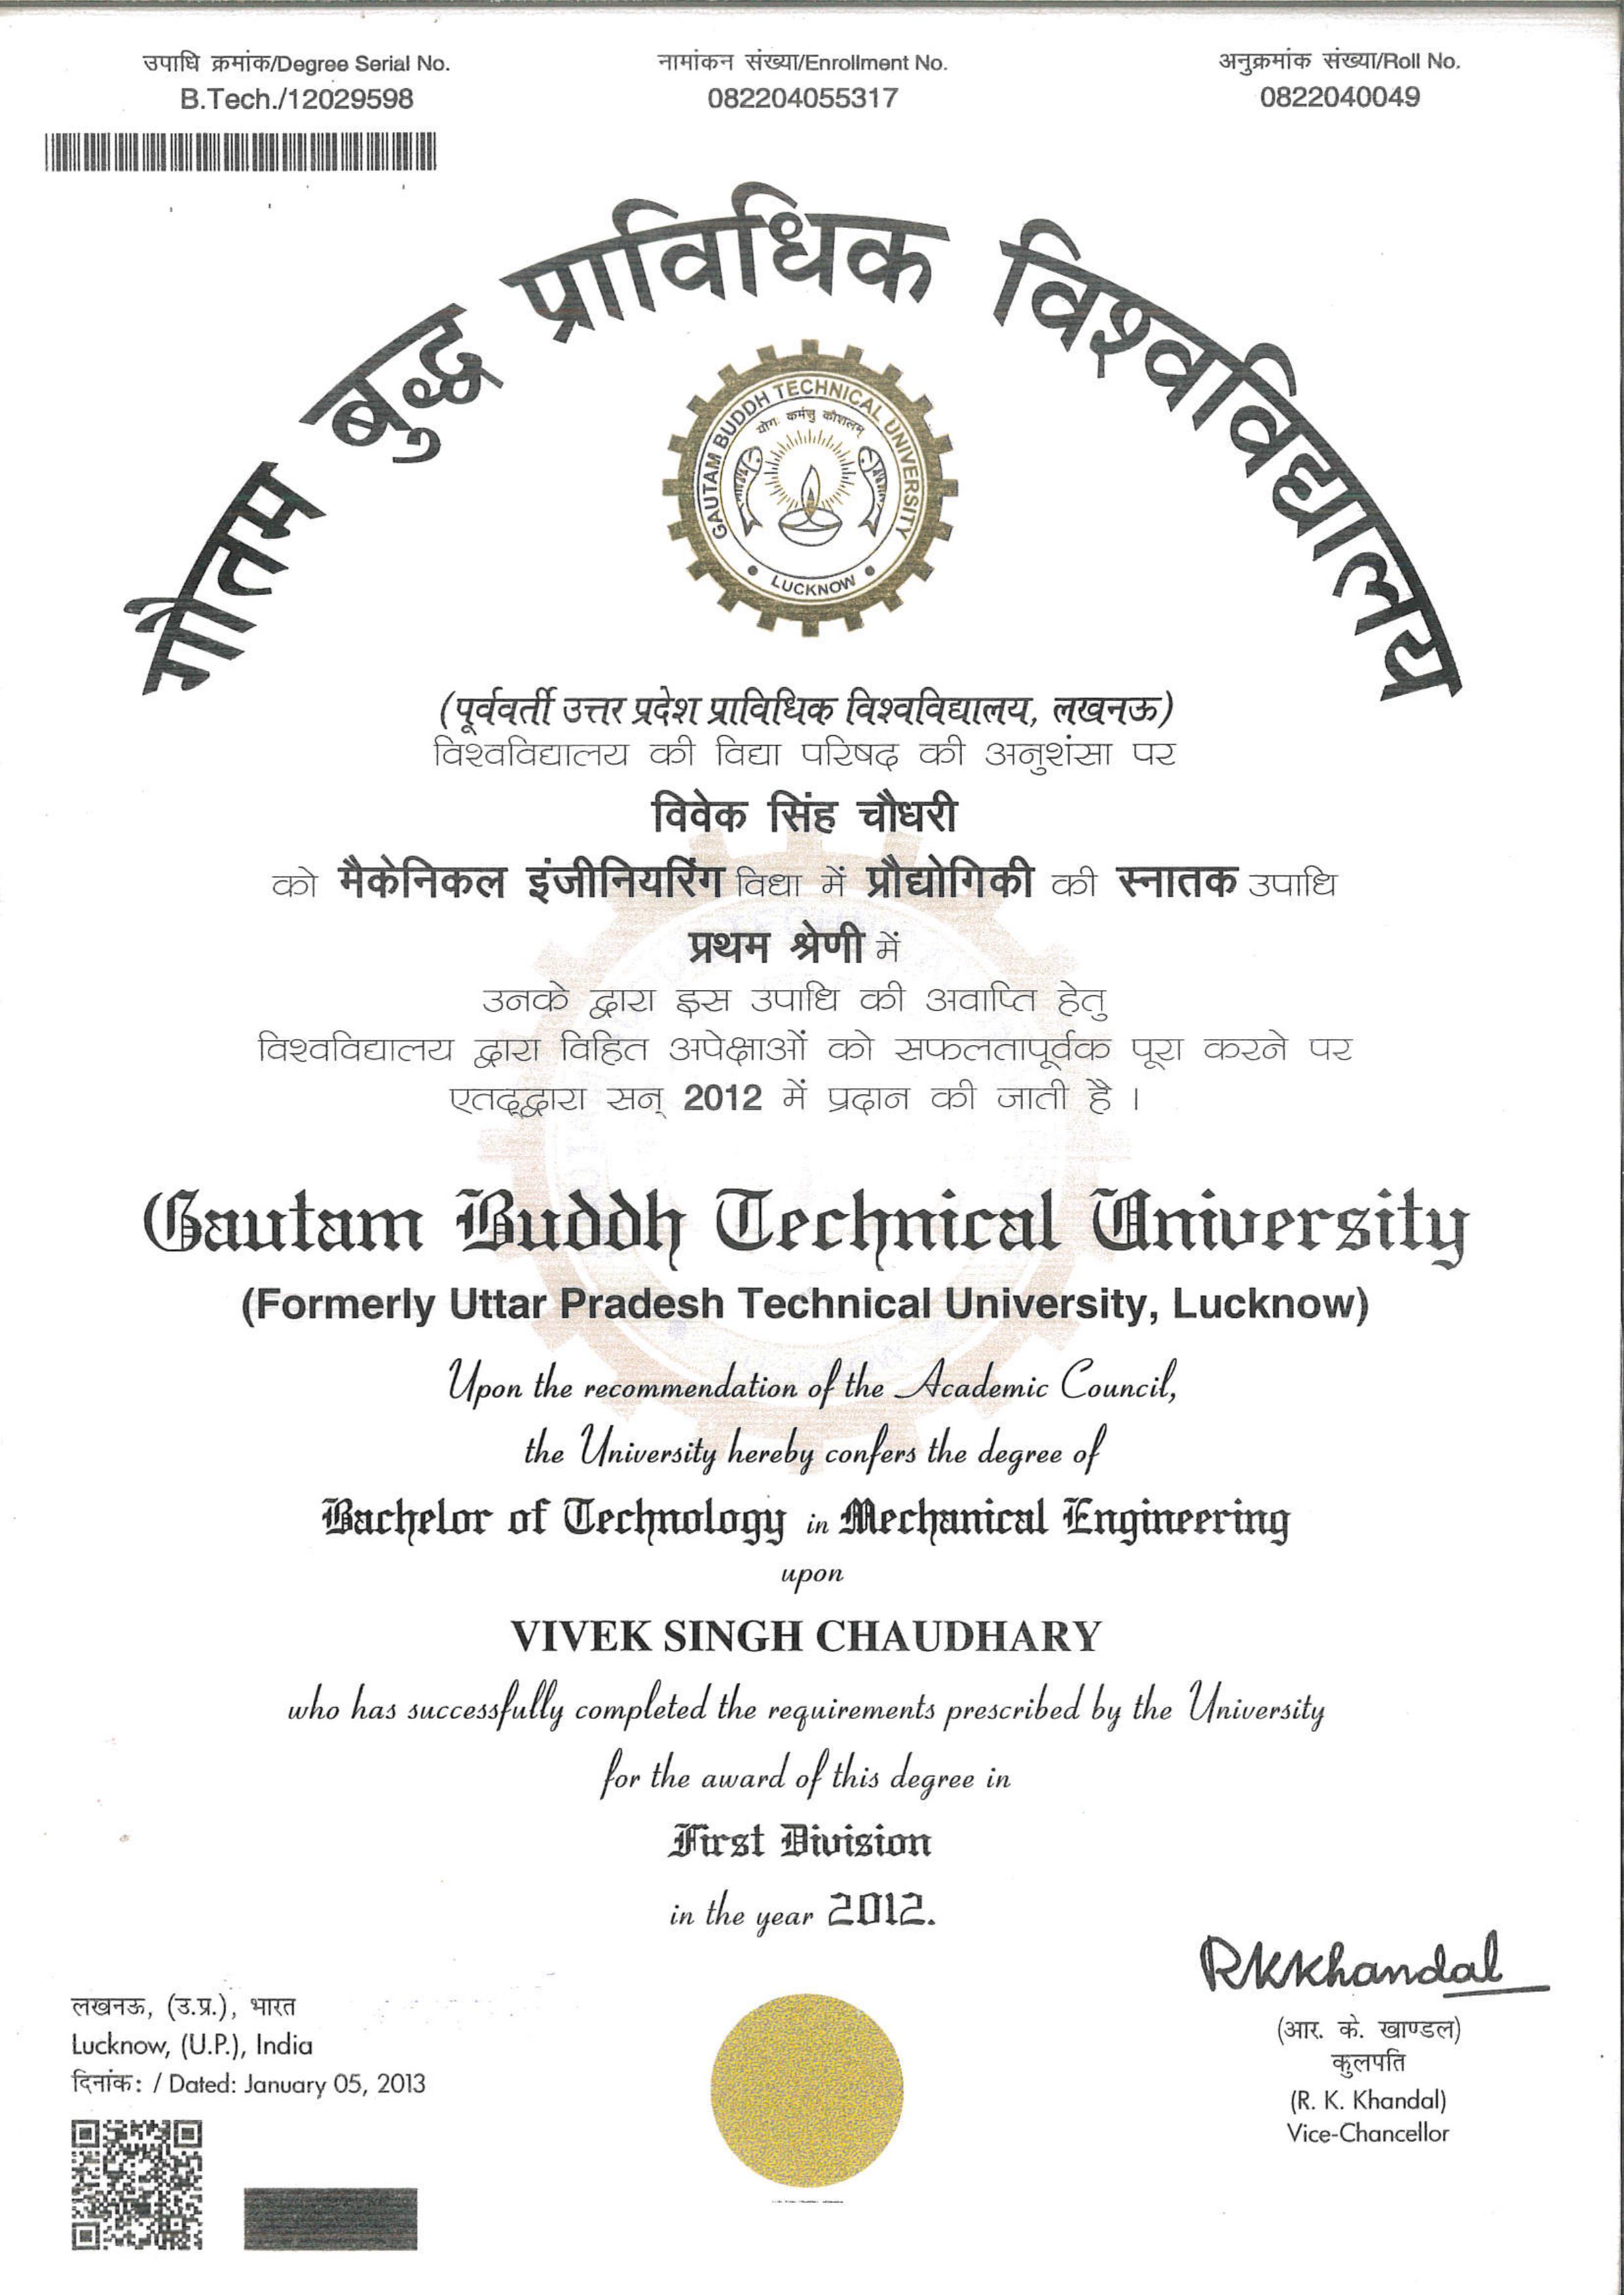 उपाधि क्रमांक/Degree Serial No.
B.Tech./12029598
नामांकन संख्या/Enrollment No.
082204055317
अनुक्रमांक संख्या/Roll No.
0822040049
गौतम बुद्ध प्राविधिक विश्वविद्यालय
GAUTAM BUDDH TECHNICAL UNIVERSITY
योगः कर्मसु कौशलम्
LUCKNOW
(पूर्ववर्ती उत्तर प्रदेश प्राविधिक विश्वविद्यालय, लखनऊ)
विश्वविद्यालय की विद्या परिषद की अनुशंसा पर
विवेक सिंह चौधरी
को मैकेनिकल इंजीनियरिंग विधा में प्रौद्योगिकी की स्नातक उपाधि
प्रथम श्रेणी में
उनके द्वारा इस उपाधि की अवाप्ति हेतु
विश्वविद्यालय द्वारा विहित अपेक्षाओं को सफलतापूर्वक पूरा करने पर
एतद्द्वारा सन् 2012 में प्रदान की जाती है ।
Gautam Buddh Technical University
(Formerly Uttar Pradesh Technical University, Lucknow)
Upon the recommendation of the Academic Council,
the University hereby confers the degree of
Bachelor of Technology in Mechanical Engineering
upon
VIVEK SINGH CHAUDHARY
who has successfully completed the requirements prescribed by the University
for the award of this degree in
First Division
in the year 2012.
RKKhandal
लखनऊ, (उ.प्र.), भारत
Lucknow, (U.P.), India
दिनांक: / Dated: January 05, 2013
(आर. के. खाण्डल)
कुलपति
(R. K. Khandal)
Vice-Chancellor